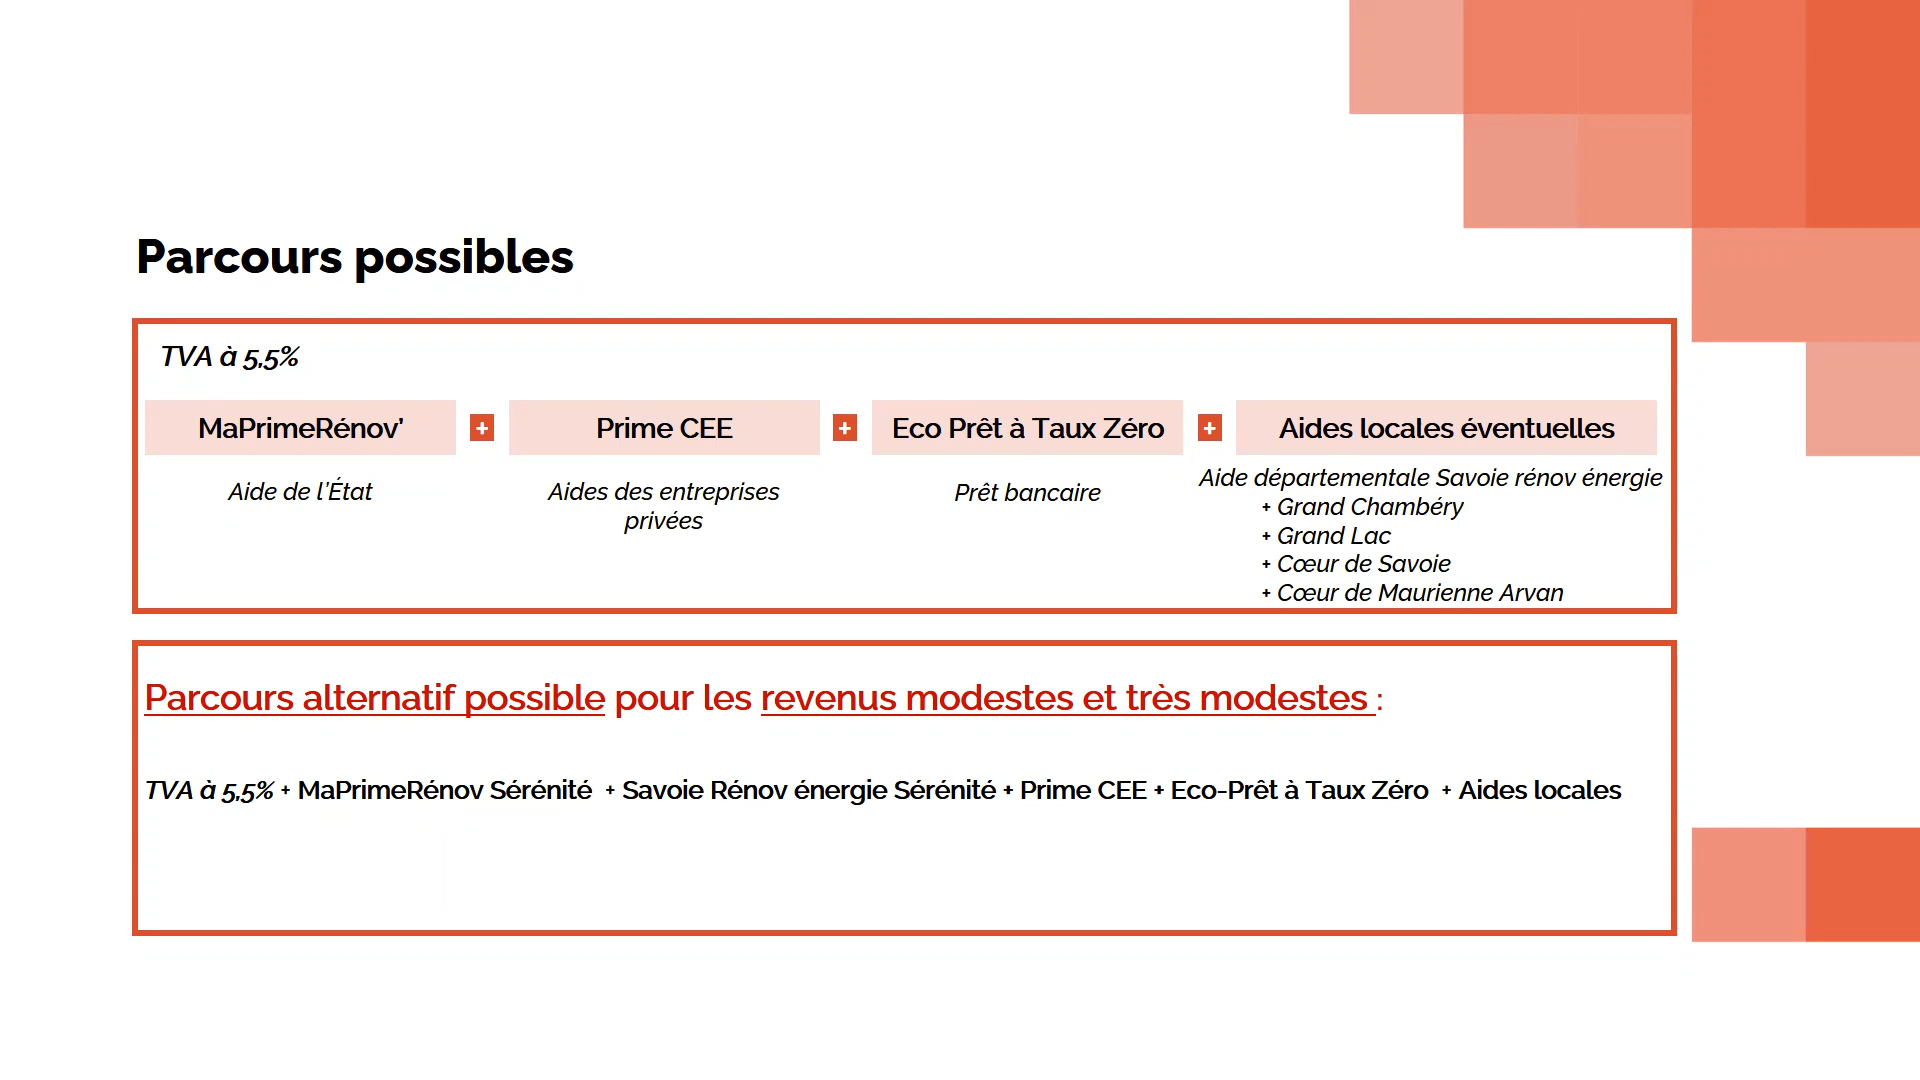 Parcours possibles
TVA à 5,5%
MaPrimeRénov’ + Prime CEE + Eco Prêt à Taux Zéro + Aides locales éventuelles
Aide de l’État
Aides des entreprises
privées
Prêt bancaire
Aide départementale Savoie rénov énergie
+ Grand Chambéry
+ Grand Lac
+ Cœur de Savoie
+ Cœur de Maurienne Arvan
Parcours alternatif possible pour les revenus modestes et très modestes :
TVA à 5,5% + MaPrimeRénov Sérénité + Savoie Rénov énergie Sérénité + Prime CEE + Eco-Prêt à Taux Zéro + Aides locales